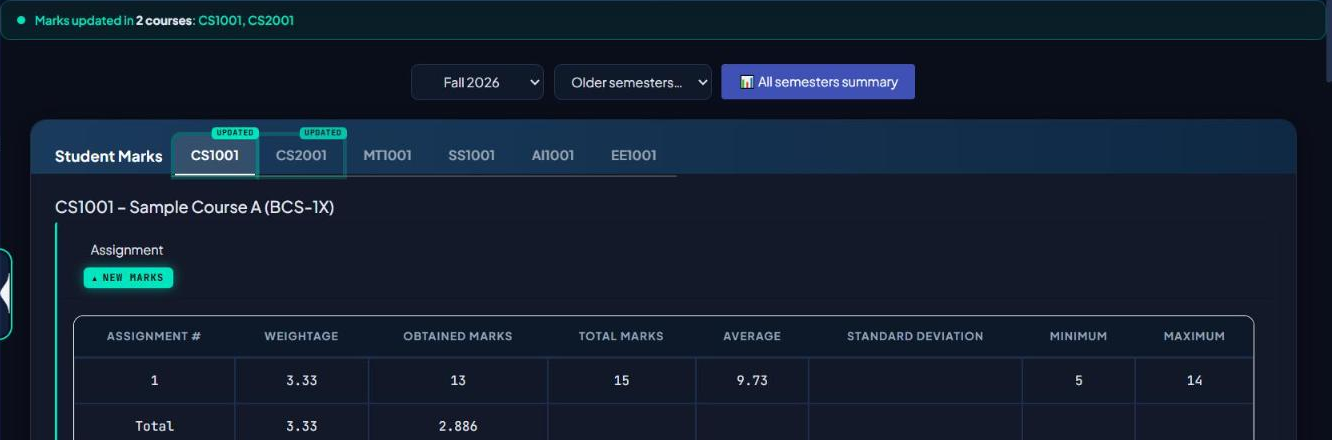 Marks updated in 2 courses: CS1001, CS2001
Fall 2026 Older semesters... All semesters summary
UPDATED UPDATED
Student Marks CS1001 CS2001 MT1001 SS1001 AI1001 EE1001
CS1001 – Sample Course A (BCS-1X)
Assignment
▲ NEW MARKS
ASSIGNMENT # WEIGHTAGE OBTAINED MARKS TOTAL MARKS AVERAGE STANDARD DEVIATION MINIMUM MAXIMUM
1 3.33 13 15 9.73 5 14
Total 3.33 2.886